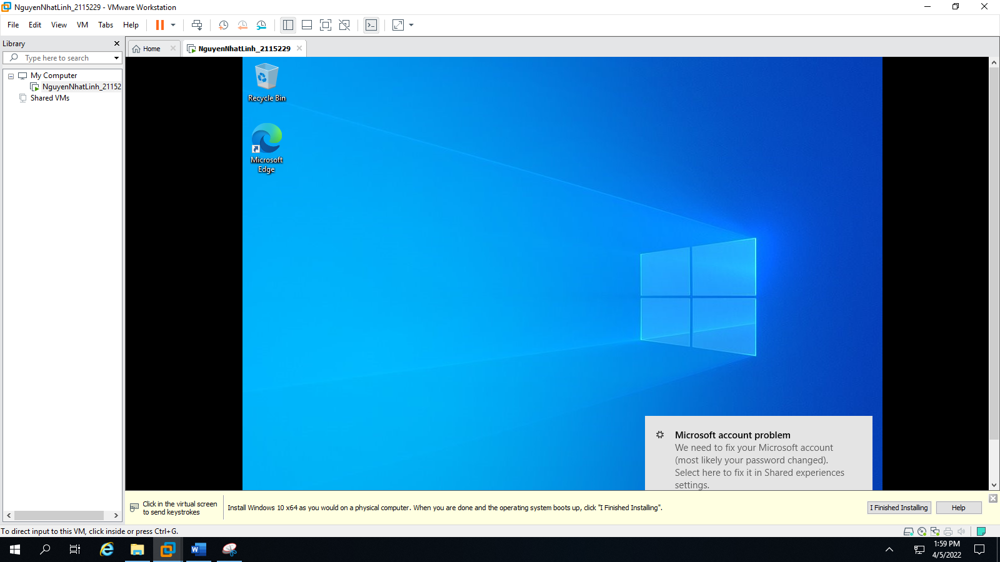 NguyenNhatLinh_2115229 - VMware Workstation
File Edit View VM Tabs Help
Library
Home
NguyenNhatLinh_2115229
Type here to search
My Computer
NguyenNhatLinh_21152
Shared VMs
Recycle Bin
Microsoft
Edge
Microsoft account problem
We need to fix your Microsoft account
(most likely your password changed).
Select here to fix it in Shared experiences
settings.
Click in the virtual screen
to send keystrokes
Install Windows 10 x64 as you would on a physical computer. When you are done and the operating system boots up, click "I Finished Installing".
I Finished Installing
Help
To direct input to this VM, click inside or press Ctrl+G.
1:59 PM
4/5/2022